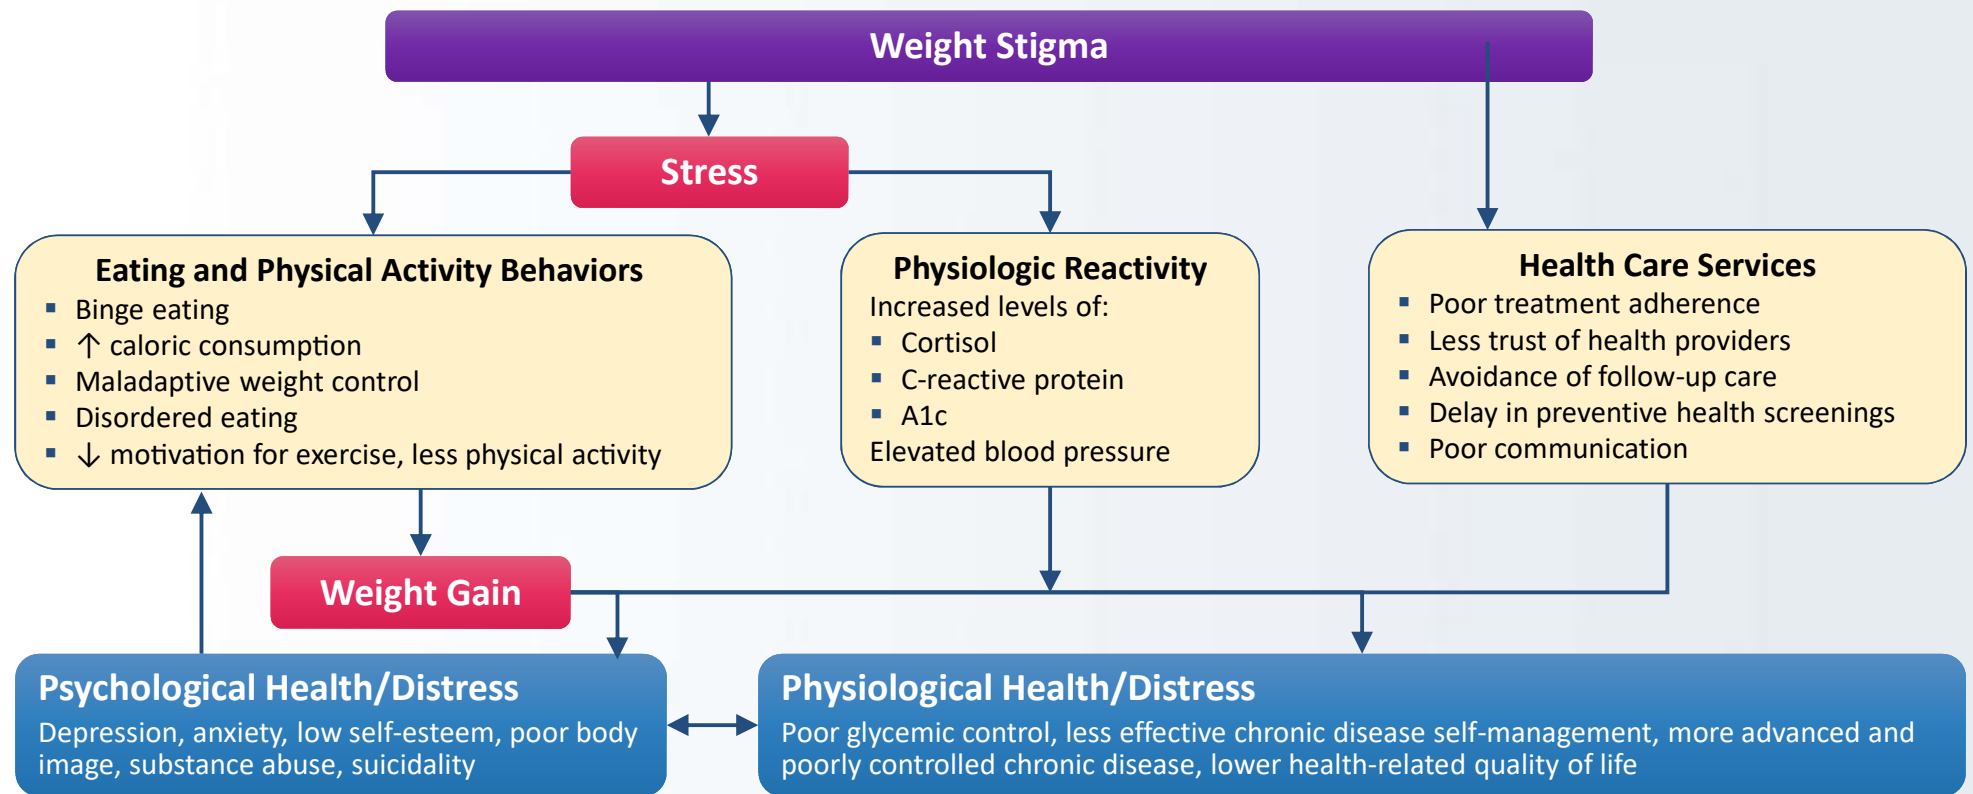 Weight Stigma
Stress
Eating and Physical Activity Behaviors
▪ Binge eating
▪ ↑ caloric consumption
▪ Maladaptive weight control
▪ Disordered eating
▪ ↓ motivation for exercise, less physical activity
Physiologic Reactivity
Increased levels of:
▪ Cortisol
▪ C-reactive protein
▪ A1c
Elevated blood pressure
Health Care Services
▪ Poor treatment adherence
▪ Less trust of health providers
▪ Avoidance of follow-up care
▪ Delay in preventive health screenings
▪ Poor communication
Weight Gain
Psychological Health/Distress
Depression, anxiety, low self-esteem, poor body
image, substance abuse, suicidality
Physiological Health/Distress
Poor glycemic control, less effective chronic disease self-management, more advanced and
poorly controlled chronic disease, lower health-related quality of life